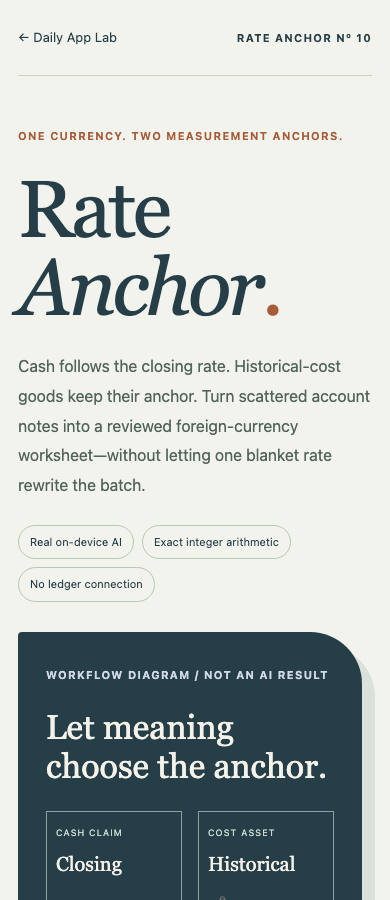 ← Daily App Lab
RATE ANCHOR Nº 10
ONE CURRENCY. TWO MEASUREMENT ANCHORS.
Rate
Anchor.
Cash follows the closing rate. Historical-cost
goods keep their anchor. Turn scattered account
notes into a reviewed foreign-currency
worksheet—without letting one blanket rate
rewrite the batch.
Real on-device AI
Exact integer arithmetic
No ledger connection
WORKFLOW DIAGRAM / NOT AN AI RESULT
Let meaning
choose the anchor.
CASH CLAIM
Closing
COST ASSET
Historical